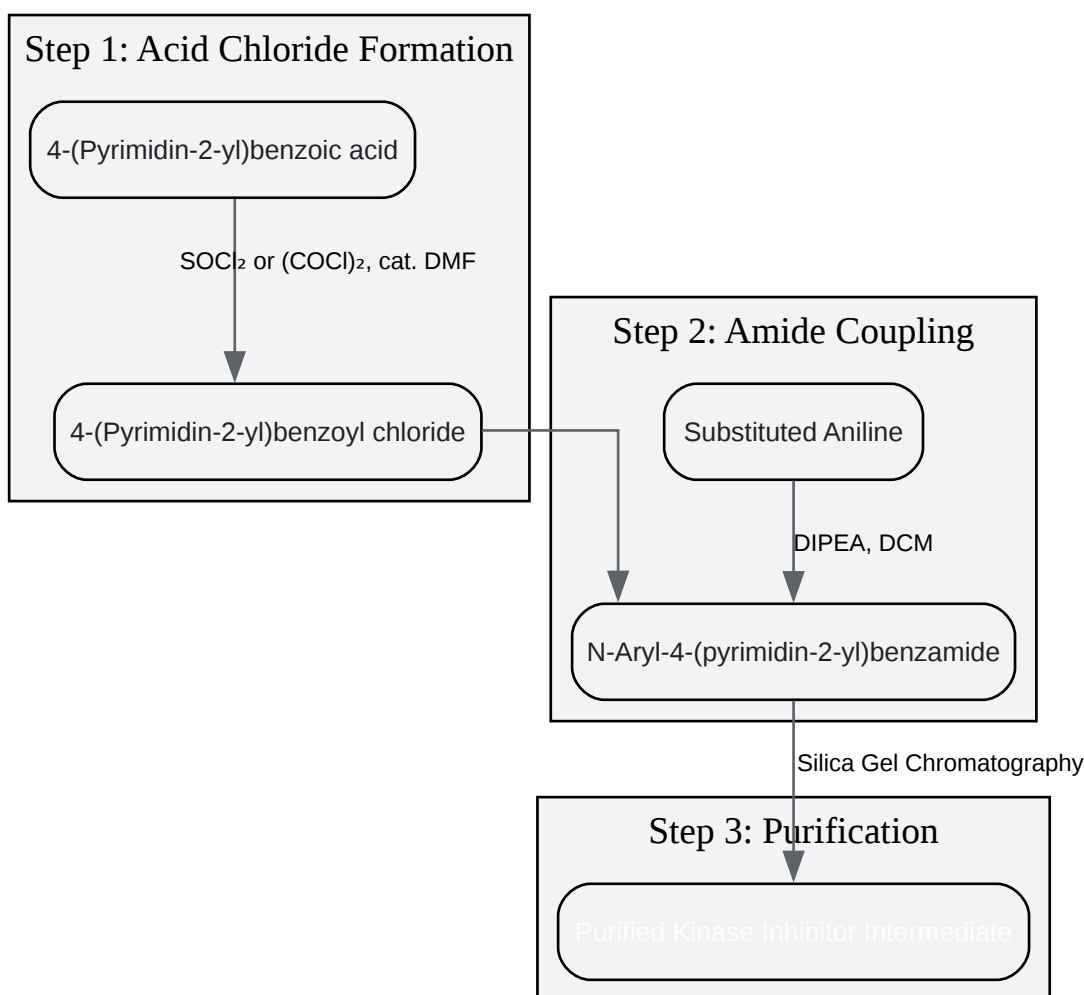 Step 1: Acid Chloride Formation
4-(Pyrimidin-2-yl)benzoic acid
SOCl₂ or (COCl)₂, cat. DMF
4-(Pyrimidin-2-yl)benzoyl chloride
Step 2: Amide Coupling
Substituted Aniline
DIPEA, DCM
N-Aryl-4-(pyrimidin-2-yl)benzamide
Silica Gel Chromatography
Step 3: Purification
Purified Kinase Inhibitor Intermediate